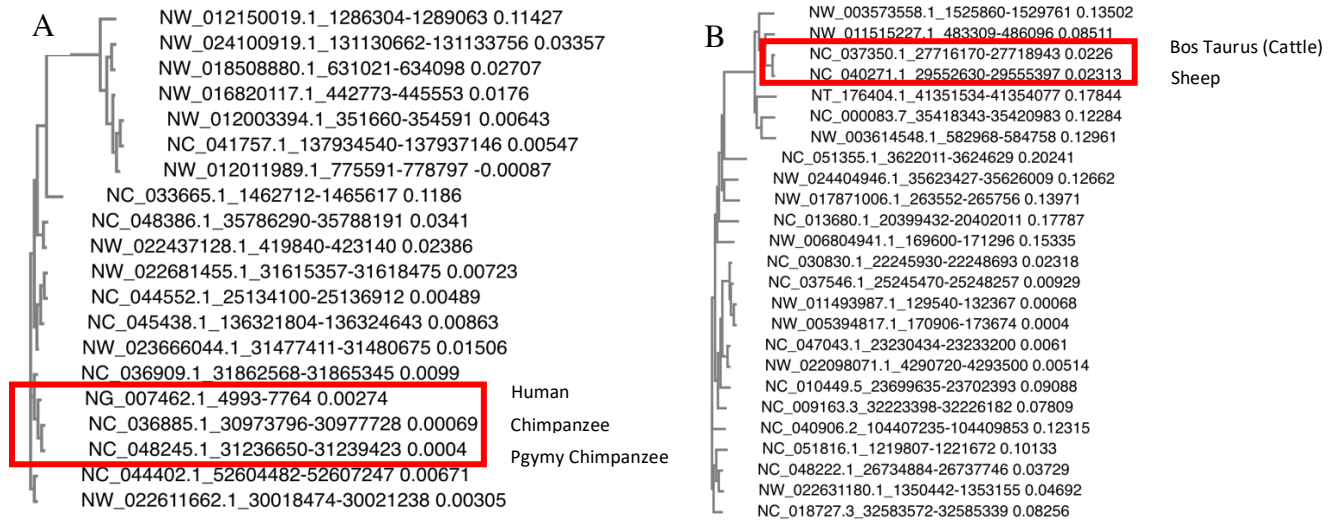 A
NW_012150019.1_1286304-1289063 0.11427
NW_024100919.1_131130662-131133756 0.03357
NW_018508880.1_631021-634098 0.02707
NW_016820117.1_442773-445553 0.0176
NW_012003394.1_351660-354591 0.00643
NC_041757.1_137934540-137937146 0.00547
NW_012011989.1_775591-778797 -0.00087
NC_033665.1_1462712-1465617 0.1186
NC_048386.1_35786290-35788191 0.0341
NW_022437128.1_419840-423140 0.02386
NW_022681455.1_31615357-31618475 0.00723
NC_044552.1_25134100-25136912 0.00489
NC_045438.1_136321804-136324643 0.00863
NW_023666044.1_31477411-31480675 0.01506
NC_036909.1_31862568-31865345 0.0099
NG_007462.1_4993-7764 0.00274
Human
NC_036885.1_30973796-30977728 0.00069
Chimpanzee
NC_048245.1_31236650-31239423 0.0004
Pgymy Chimpanzee
NC_044402.1_52604482-52607247 0.00671
NW_022611662.1_30018474-30021238 0.00305
B
NW_003573558.1_1525860-1529761 0.13502
NW_011515227.1_483309-486096 0.08511
NC_037350.1_27716170-27718943 0.0226
Bos Taurus (Cattle)
NC_040271.1_29552630-29555397 0.02313
Sheep
NT_176404.1_41351534-41354077 0.17844
NC_000083.7_35418343-35420983 0.12284
NW_003614548.1_582968-584758 0.12961
NC_051355.1_3622011-3624629 0.20241
NW_024404946.1_35623427-35626009 0.12662
NW_017871006.1_263552-265756 0.13971
NC_013680.1_20399432-20402011 0.17787
NW_006804941.1_169600-171296 0.15335
NC_030830.1_22245930-22248693 0.02318
NC_037546.1_25245470-25248257 0.00929
NW_011493987.1_129540-132367 0.00068
NW_005394817.1_170906-173674 0.0004
NC_047043.1_23230434-23233200 0.0061
NW_022098071.1_4290720-4293500 0.00514
NC_010449.5_23699635-23702393 0.09088
NC_009163.3_32223398-32226182 0.07809
NC_040906.2_104407235-104409853 0.12315
NC_051816.1_1219807-1221672 0.10133
NC_048222.1_26734884-26737746 0.03729
NW_022631180.1_1350442-1353155 0.04692
NC_018727.3_32583572-32585339 0.08256